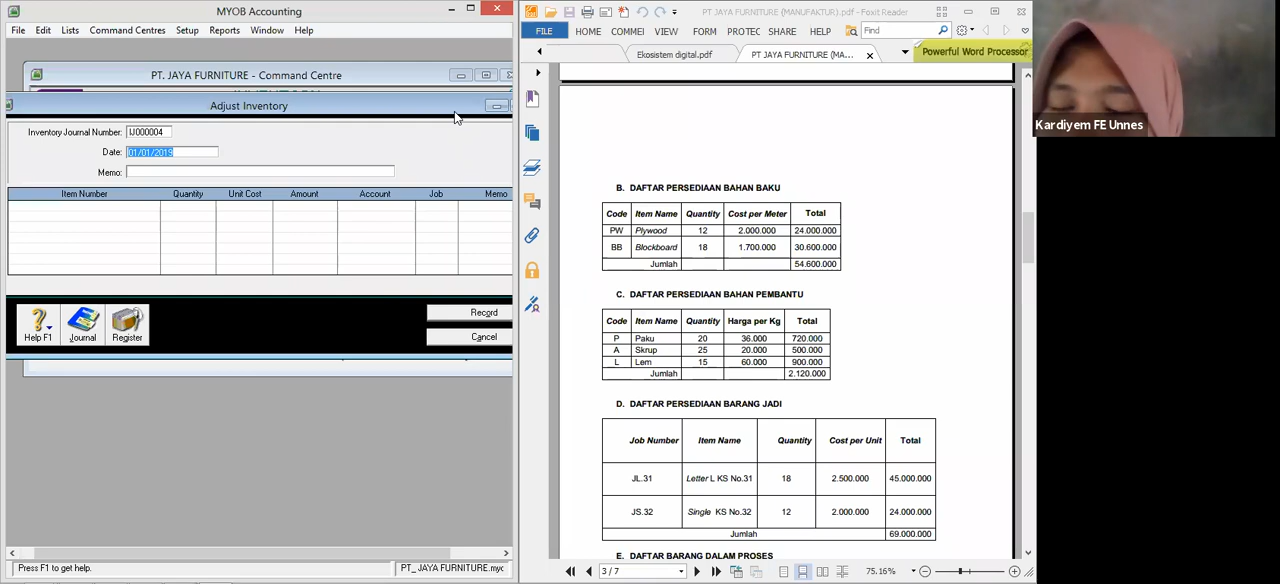 MYOB Accounting
File Edit Lists Command Centres Setup Reports Window Help
PT. JAYA FURNITURE - Command Centre
Adjust Inventory
Inventory Journal Number: IJ000004
Date: 01/01/2019
Memo:
Item Number Quantity Unit Cost Amount Account Job Memo
Help F1 Journal Register
Record
Cancel
Press F1 to get help.
PT_ JAYA FURNITURE.myc
PT JAYA FURNITURE (MANUFAKTUR).pdf - Foxit Reader
FILE HOME COMMEI VIEW FORM PROTEC SHARE HELP Find
Ekosistem digital.pdf PT JAYA FURNITURE (MA... Powerful Word Processor
B. DAFTAR PERSEDIAAN BAHAN BAKU
Code Item Name Quantity Cost per Meter Total
PW Plywood 12 2.000.000 24.000.000
BB Blockboard 18 1.700.000 30.600.000
Jumlah 54.600.000
C. DAFTAR PERSEDIAAN BAHAN PEMBANTU
Code Item Name Quantity Harga per Kg Total
P Paku 20 36.000 720.000
A Skrup 25 20.000 500.000
L Lem 15 60.000 900.000
Jumlah 2.120.000
D. DAFTAR PERSEDIAAN BARANG JADI
Job Number Item Name Quantity Cost per Unit Total
JL.31 Letter L KS No.31 18 2.500.000 45.000.000
JS.32 Single KS No.32 12 2.000.000 24.000.000
Jumlah 69.000.000
E. DAFTAR BARANG DALAM PROSES
3 / 7
75.16%
Kardiyem FE Unnes